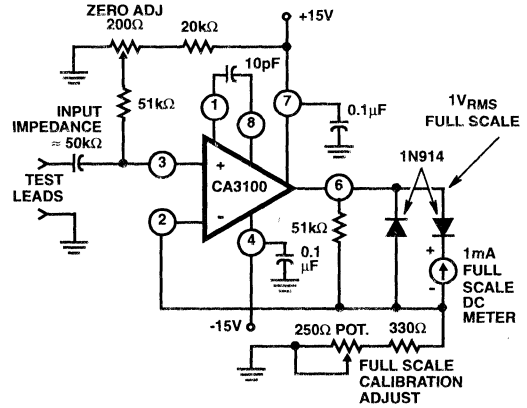 ZERO ADJ
200Ω
20kΩ
+15V
10pF
51kΩ
1
8
7
0.1µF
1VRMS
FULL SCALE
INPUT
IMPEDANCE
≈ 50kΩ
3
+
CA3100
6
1N914
TEST
LEADS
2
-
4
51kΩ
0.1
µF
+
-
1mA
FULL
SCALE
DC
METER
-15V
250Ω POT.
330Ω
FULL SCALE
CALIBRATION
ADJUST